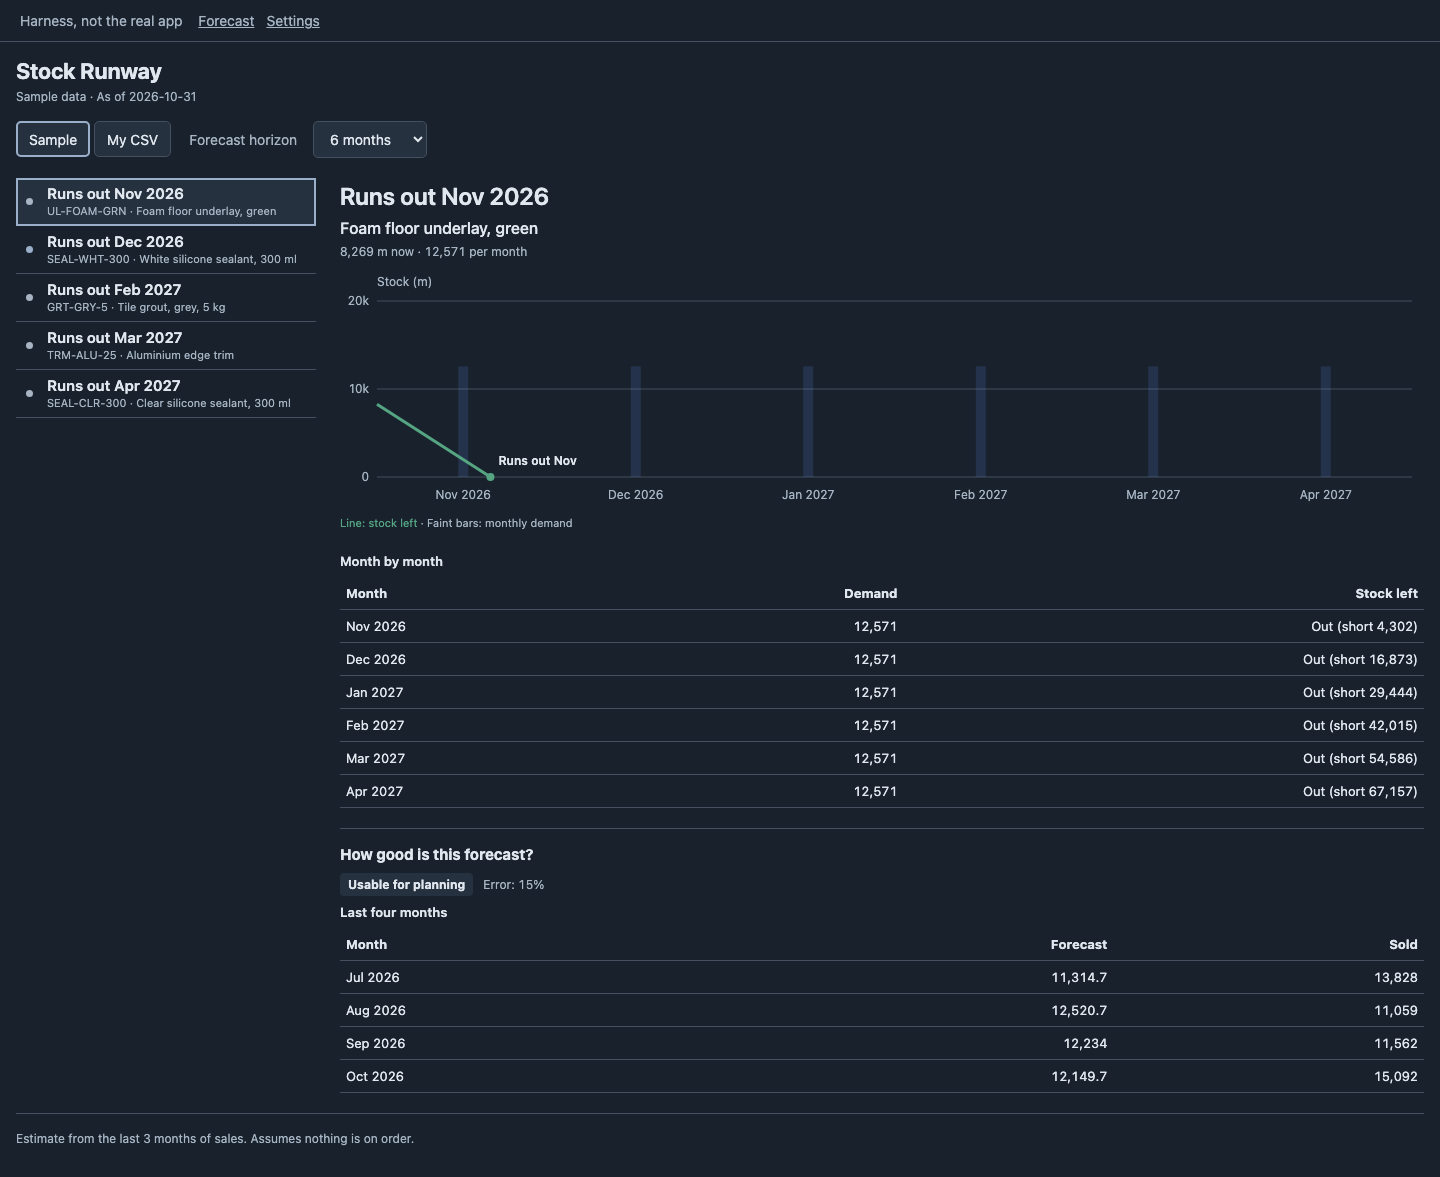 Harness, not the real app Forecast Settings
Stock Runway
Sample data · As of 2026-10-31
Sample My CSV Forecast horizon 6 months
Runs out Nov 2026
UL-FOAM-GRN · Foam floor underlay, green
Runs out Dec 2026
SEAL-WHT-300 · White silicone sealant, 300 ml
Runs out Feb 2027
GRT-GRY-5 · Tile grout, grey, 5 kg
Runs out Mar 2027
TRM-ALU-25 · Aluminium edge trim
Runs out Apr 2027
SEAL-CLR-300 · Clear silicone sealant, 300 ml
Runs out Nov 2026
Foam floor underlay, green
8,269 m now · 12,571 per month
Stock (m)
20k
10k
Runs out Nov
0
Nov 2026 Dec 2026 Jan 2027 Feb 2027 Mar 2027 Apr 2027
Line: stock left · Faint bars: monthly demand
Month by month
Month Demand Stock left
Nov 2026 12,571 Out (short 4,302)
Dec 2026 12,571 Out (short 16,873)
Jan 2027 12,571 Out (short 29,444)
Feb 2027 12,571 Out (short 42,015)
Mar 2027 12,571 Out (short 54,586)
Apr 2027 12,571 Out (short 67,157)
How good is this forecast?
Usable for planning Error: 15%
Last four months
Month Forecast Sold
Jul 2026 11,314.7 13,828
Aug 2026 12,520.7 11,059
Sep 2026 12,234 11,562
Oct 2026 12,149.7 15,092
Estimate from the last 3 months of sales. Assumes nothing is on order.